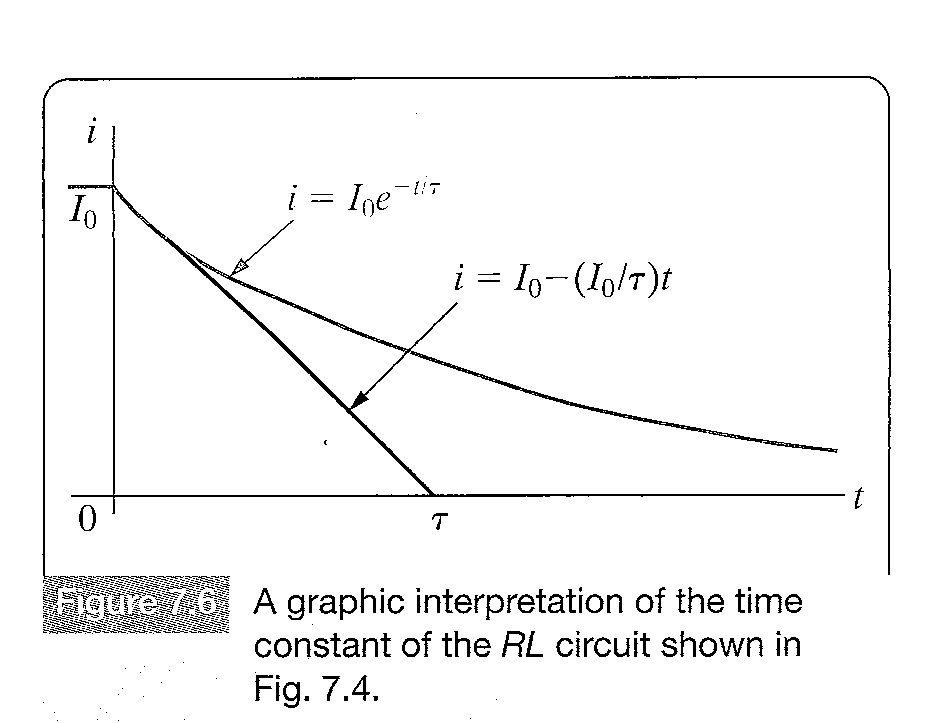 i
I₀
i = I₀e^−t/τ
i = I₀−(I₀/τ)t
0
τ
t
Figure 7.6 A graphic interpretation of the time
constant of the RL circuit shown in
Fig. 7.4.